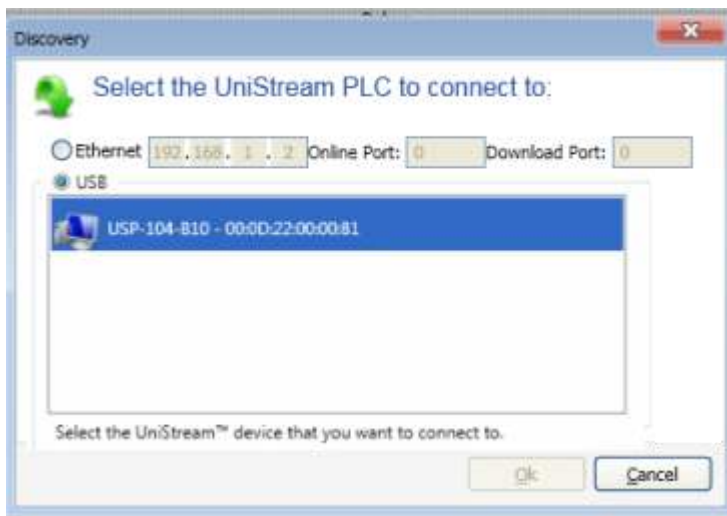 Discovery
Select the UniStream PLC to connect to:
Ethernet 192.168. 1 . 2 Online Port: 0 Download Port: 0
USB
USP-104-B10 - 00:0D:22:00:00:81
Select the UniStream™ device that you want to connect to.
Ok Cancel